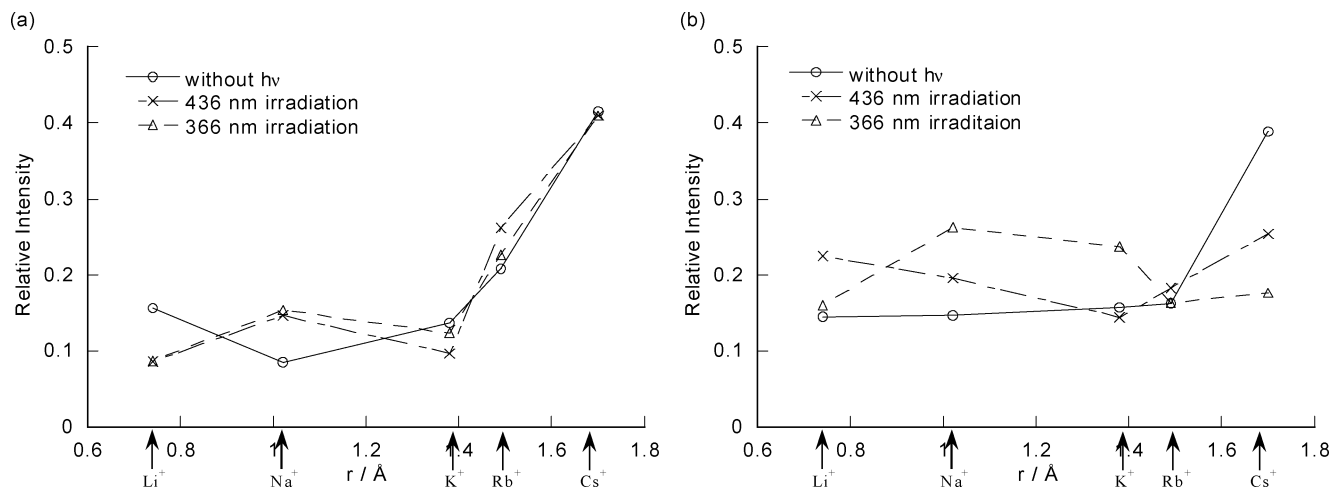 (a)
0.5
0.4
0.3
0.2
0.1
0
Relative Intensity
without hν
436 nm irradiation
366 nm irradiation
0.6 0.8 1 1.2 1.4 1.6 1.8
Li⁺ Na⁺ r / Å K⁺ Rb⁺ Cs⁺
(b)
0.5
0.4
0.3
0.2
0.1
0
Relative Intensity
without hν
436 nm irradiation
366 nm irraditaion
0.6 0.8 1 1.2 1.4 1.6 1.8
Li⁺ Na⁺ r / Å K⁺ Rb⁺ Cs⁺